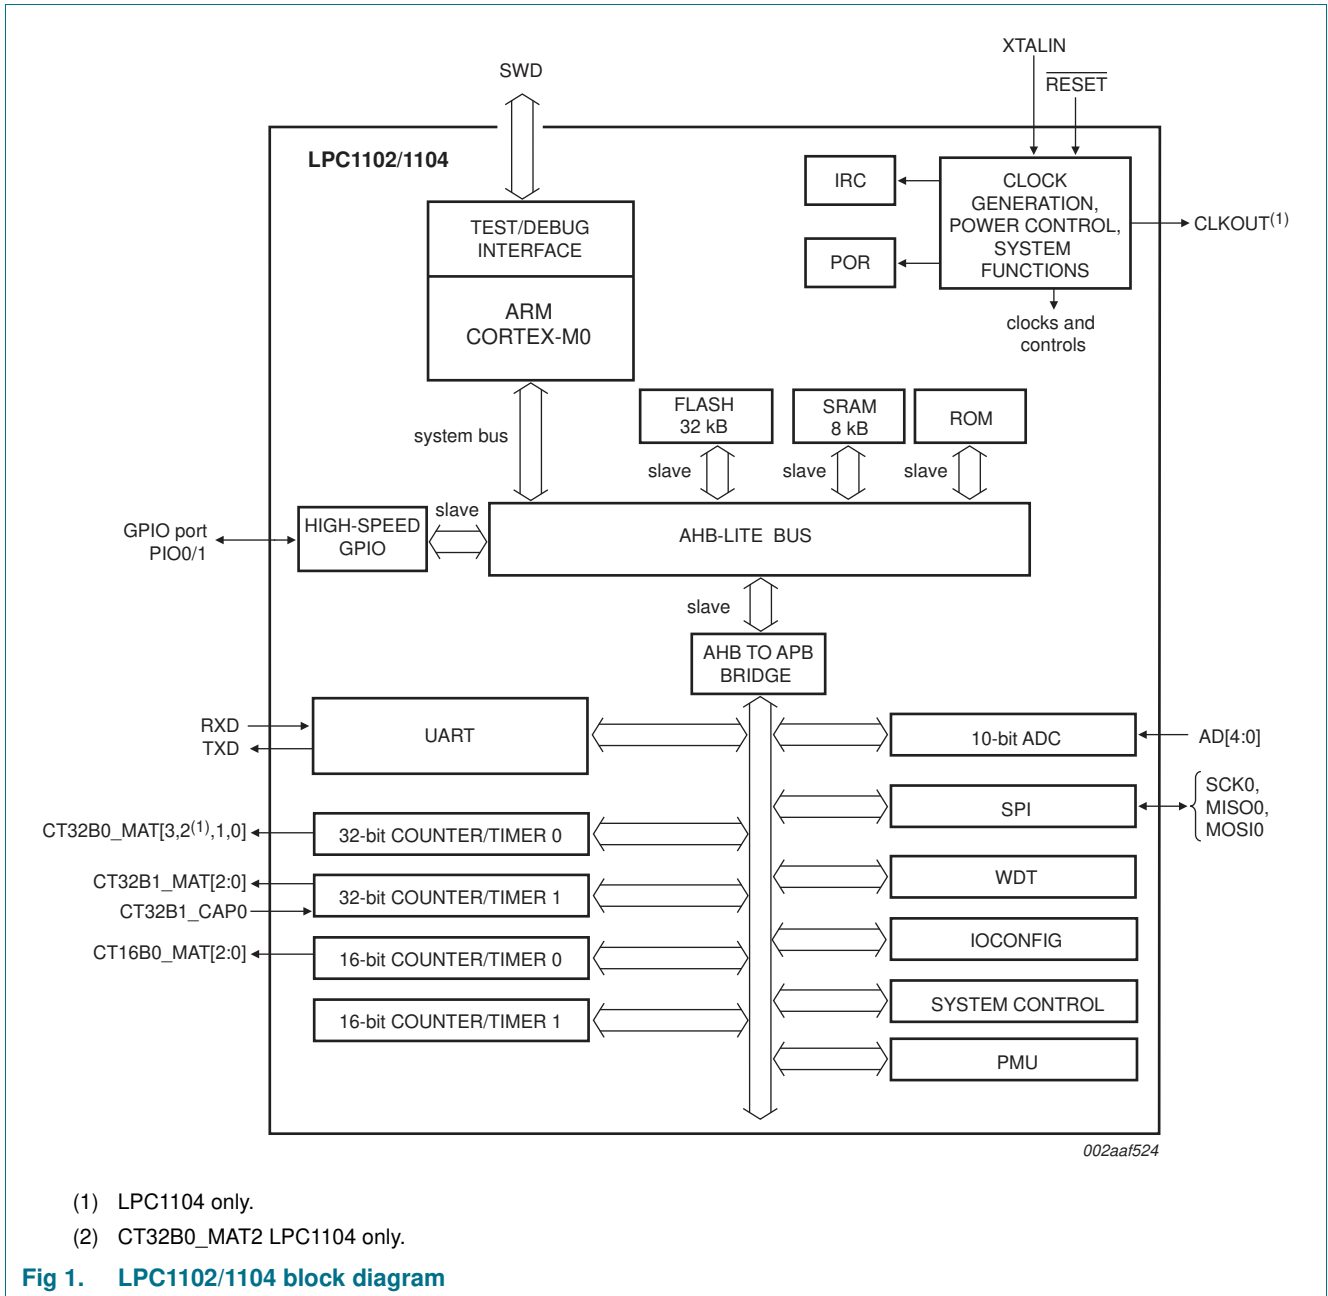 XTALIN
SWD
RESET
LPC1102/1104
IRC
CLOCK
GENERATION,
POWER CONTROL,
SYSTEM
FUNCTIONS
CLKOUT(1)
POR
TEST/DEBUG
INTERFACE
ARM
CORTEX-M0
clocks and
controls
FLASH
32 kB
SRAM
8 kB
ROM
system bus
slave
slave
slave
slave
GPIO port
PIO0/1
HIGH-SPEED
GPIO
AHB-LITE BUS
slave
AHB TO APB
BRIDGE
RXD
TXD
UART
10-bit ADC
AD[4:0]
SPI
SCK0,
MISO0,
MOSI0
CT32B0_MAT[3,2(1),1,0]
32-bit COUNTER/TIMER 0
WDT
CT32B1_MAT[2:0]
CT32B1_CAP0
32-bit COUNTER/TIMER 1
IOCONFIG
CT16B0_MAT[2:0]
16-bit COUNTER/TIMER 0
SYSTEM CONTROL
16-bit COUNTER/TIMER 1
PMU
002aaf524
(1) LPC1104 only.
(2) CT32B0_MAT2 LPC1104 only.
Fig 1. LPC1102/1104 block diagram